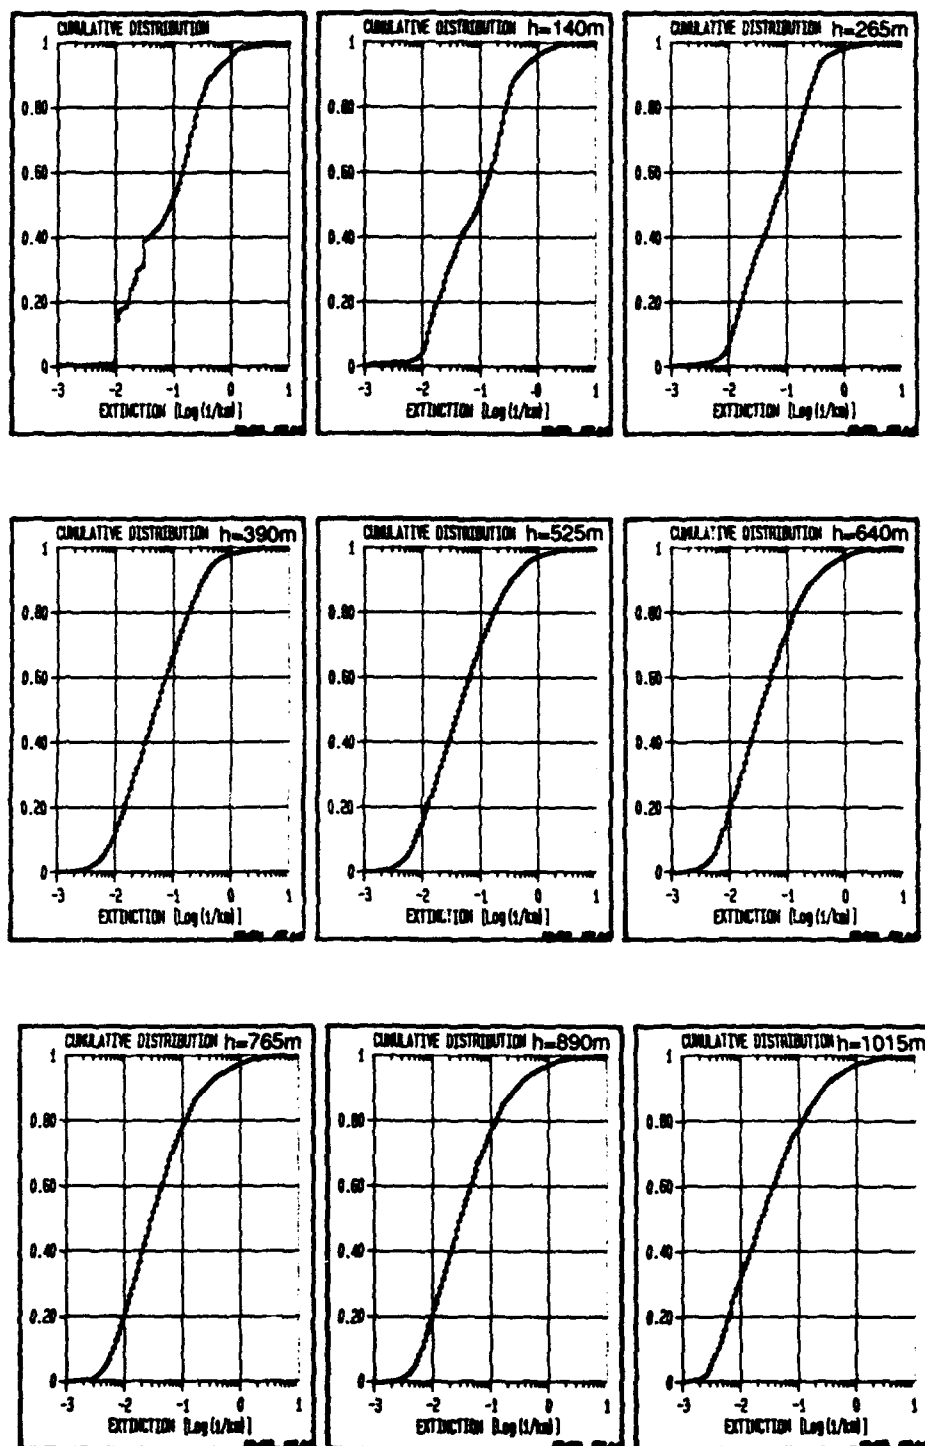 CUMULATIVE DISTRIBUTION
1
0.80
0.60
0.40
0.20
0
-3 -2 -1 0 1
EXTINCTION [Log(1/km)]
CUMULATIVE DISTRIBUTION h=140m
1
0.80
0.60
0.40
0.20
0
-3 -2 -1 -0 1
EXTINCTION [Log(1/km)]
CUMULATIVE DISTRIBUTION h=265m
1
0.80
0.60
0.40
0.20
0
-3 -2 -1 0 1
EXTINCTION [Log(1/km)]
CUMULATIVE DISTRIBUTION h=390m
1
0.80
0.60
0.40
0.20
0
-3 -2 -1 0 1
EXTINCTION [Log(1/km)]
CUMULATIVE DISTRIBUTION h=525m
1
0.80
0.60
0.40
0.20
0
-3 -2 -1 0 1
EXTINCTION [Log(1/km)]
CUMULATIVE DISTRIBUTION h=640m
1
0.80
0.60
0.40
0.20
0
-3 -2 -1 0 1
EXTINCTION [Log(1/km)]
CUMULATIVE DISTRIBUTION h=765m
1
0.80
0.60
0.40
0.20
0
-3 -2 -1 0 1
EXTINCTION [Log(1/km)]
CUMULATIVE DISTRIBUTION h=890m
1
0.80
0.60
0.40
0.20
0
-3 -2 -1 0 1
EXTINCTION [Log(1/km)]
CUMULATIVE DISTRIBUTION h=1015m
1
0.80
0.60
0.40
0.20
0
-3 -2 -1 0 1
EXTINCTION [Log(1/km)]